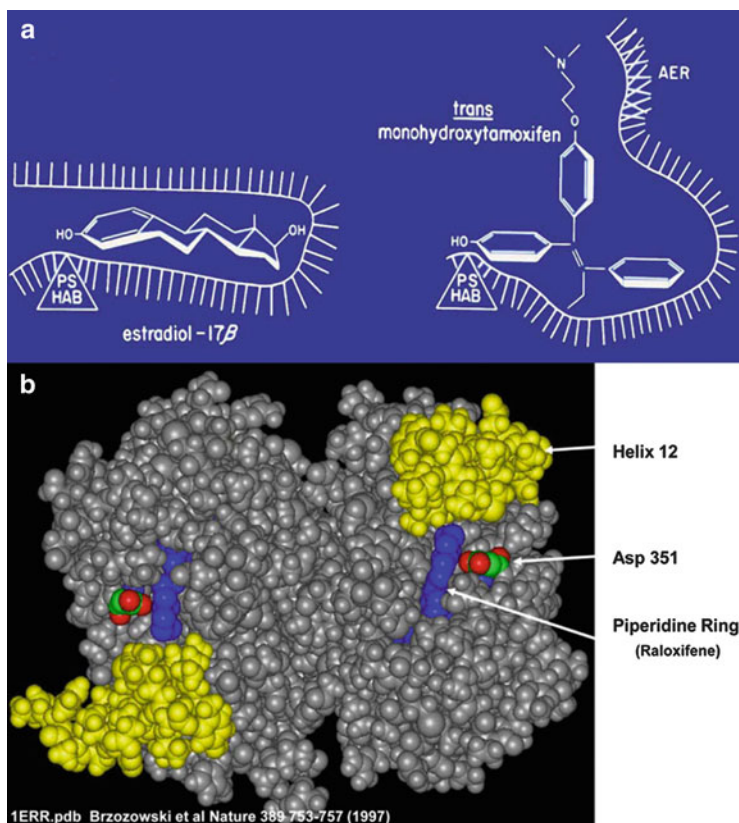 a
trans
monohydroxytamoxifen
N
O
AER
HO
OH
HO
PS
HAB
PS
HAB
estradiol -17β
b
Helix 12
Asp 351
Piperidine Ring
(Raloxifene)
1ERR.pdb Brzozowski et al Nature 389 753-757 (1997)